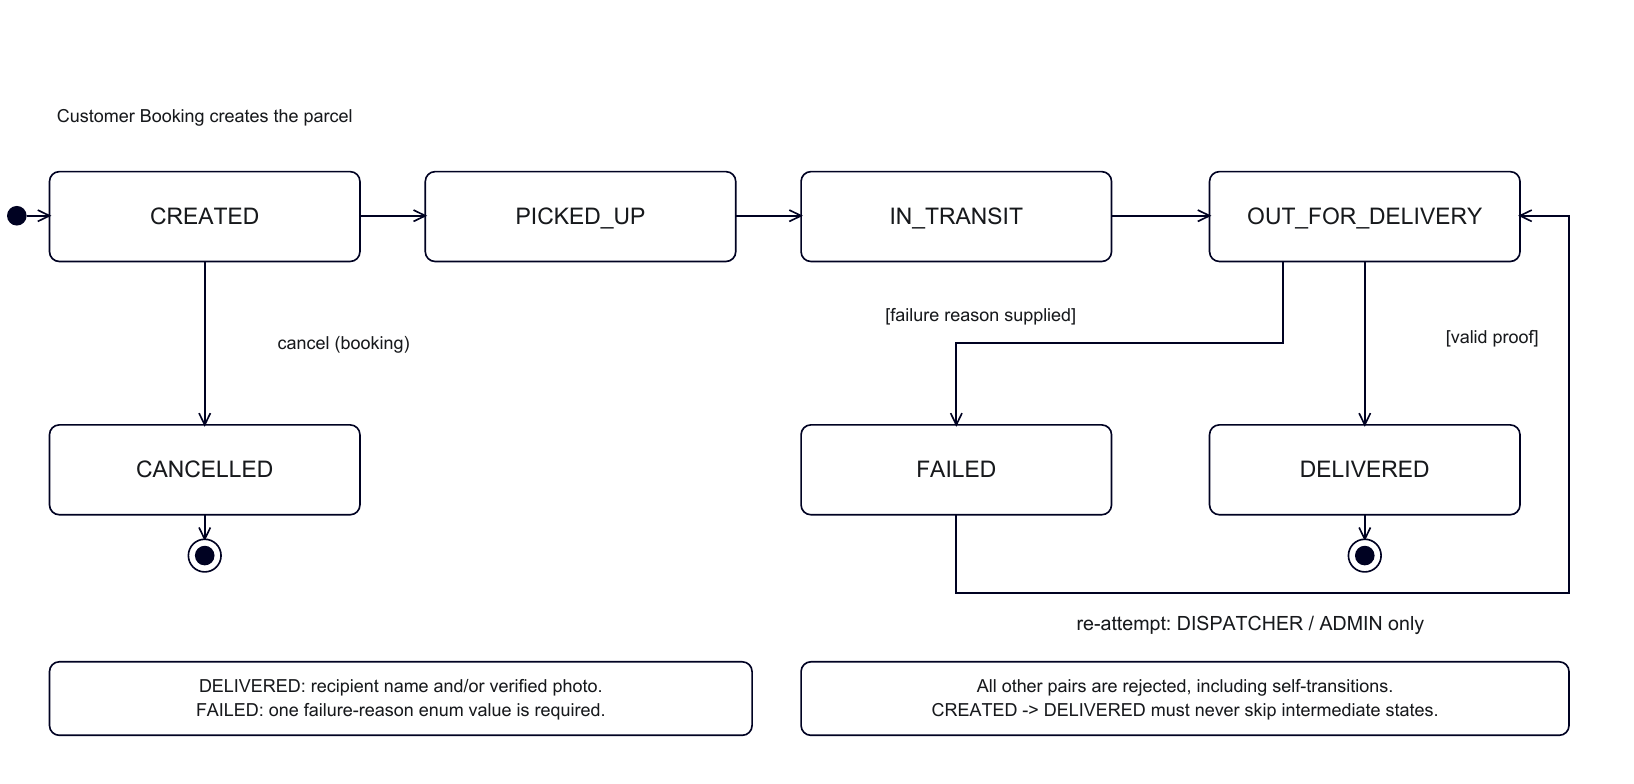 Customer Booking creates the parcel
CREATED
PICKED_UP
IN_TRANSIT
OUT_FOR_DELIVERY
[failure reason supplied]
[valid proof]
cancel (booking)
CANCELLED
FAILED
DELIVERED
re-attempt: DISPATCHER / ADMIN only
DELIVERED: recipient name and/or verified photo.
FAILED: one failure-reason enum value is required.
All other pairs are rejected, including self-transitions.
CREATED -> DELIVERED must never skip intermediate states.